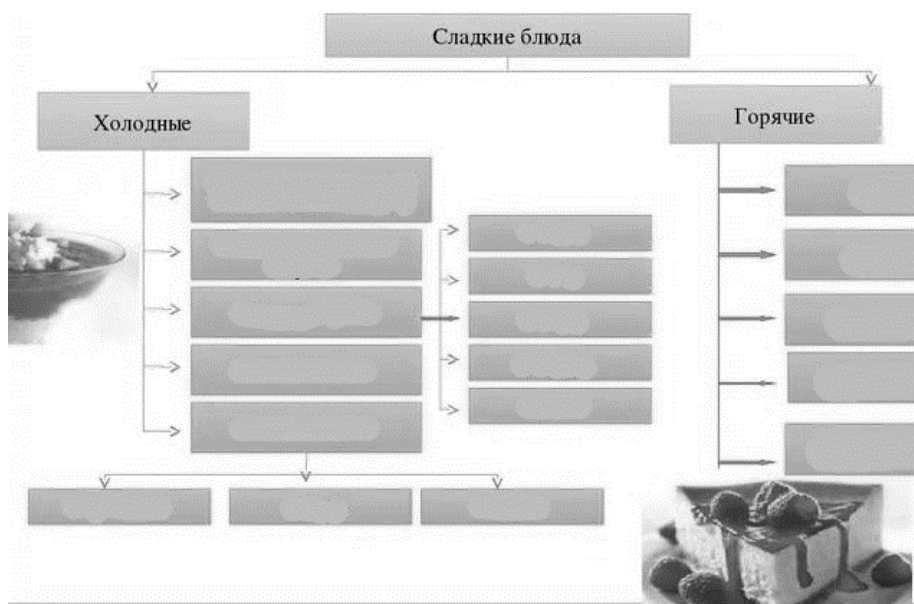 Сладкие блюда
Холодные
Горячие